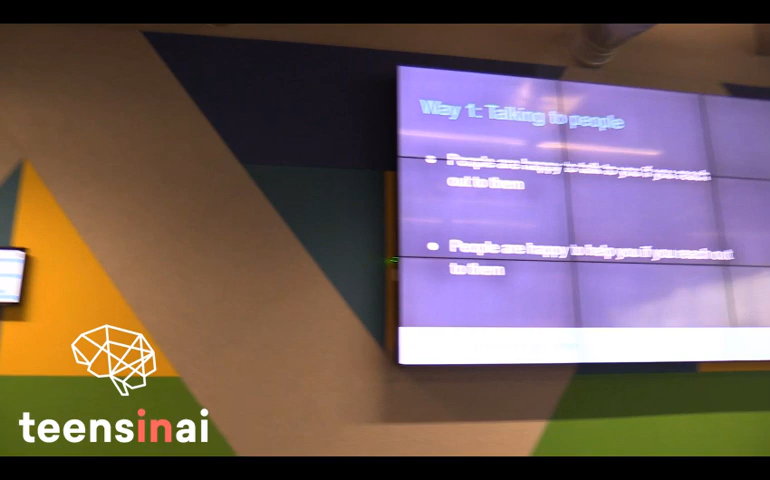 Way 1: Talking to people
People are happy to talk to you if you reach
out to them
People are happy to help you if you reach out
to them
teensinai